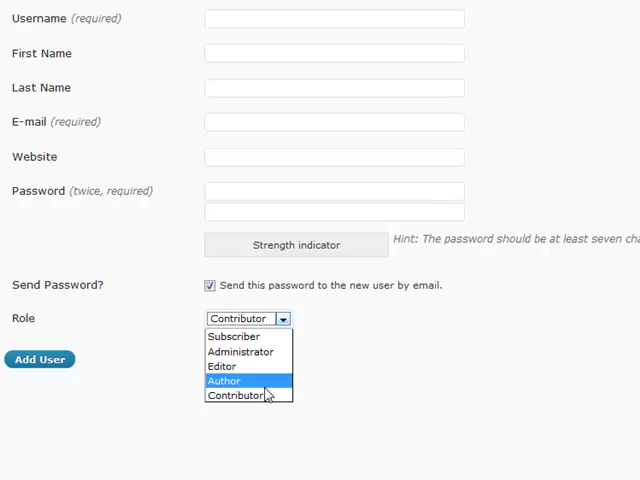 Username (required)
First Name
Last Name
E-mail (required)
Website
Password (twice, required)
Strength indicator
Hint: The password should be at least seven
Send Password?
Send this password to the new user by email.
Role
Contributor
Subscriber
Administrator
Editor
Author
Contributor
Add User